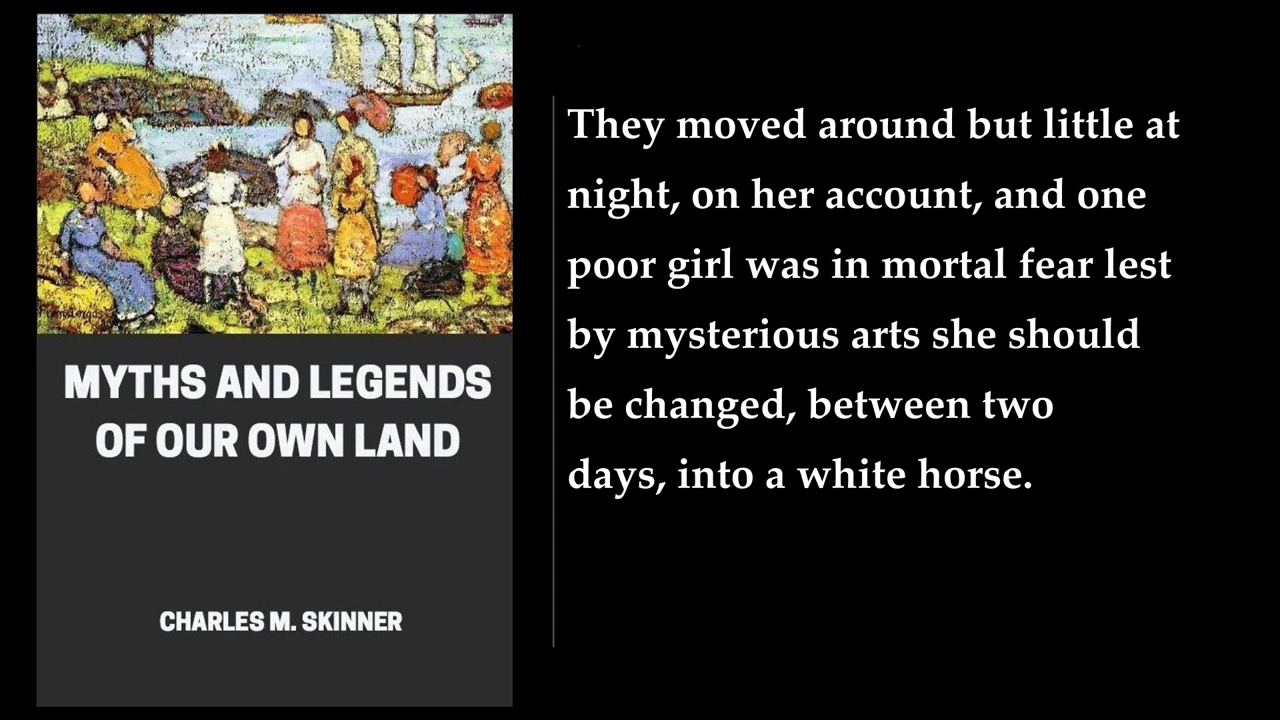 MYTHS AND LEGENDS
OF OUR OWN LAND
CHARLES M. SKINNER
They moved around but little at
night, on her account, and one
poor girl was in mortal fear lest
by mysterious arts she should
be changed, between two
days, into a white horse.